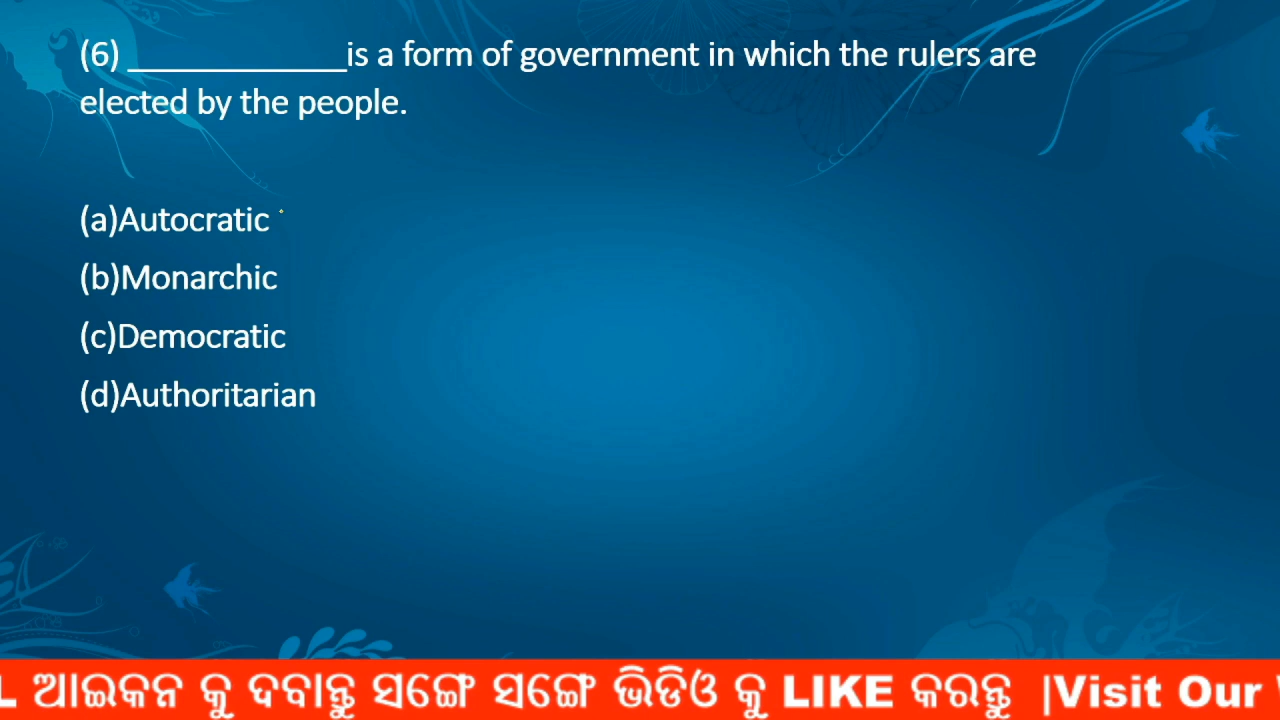 (6) ____________is a form of government in which the rulers are
elected by the people.
(a)Autocratic
(b)Monarchic
(c)Democratic
(d)Authoritarian
L ଆଇକନ କୁ ଦବାନ୍ତୁ ସଙ୍ଗେ ସଙ୍ଗେ ଭିଡିଓ କୁ LIKE କରନ୍ତୁ |Visit Our